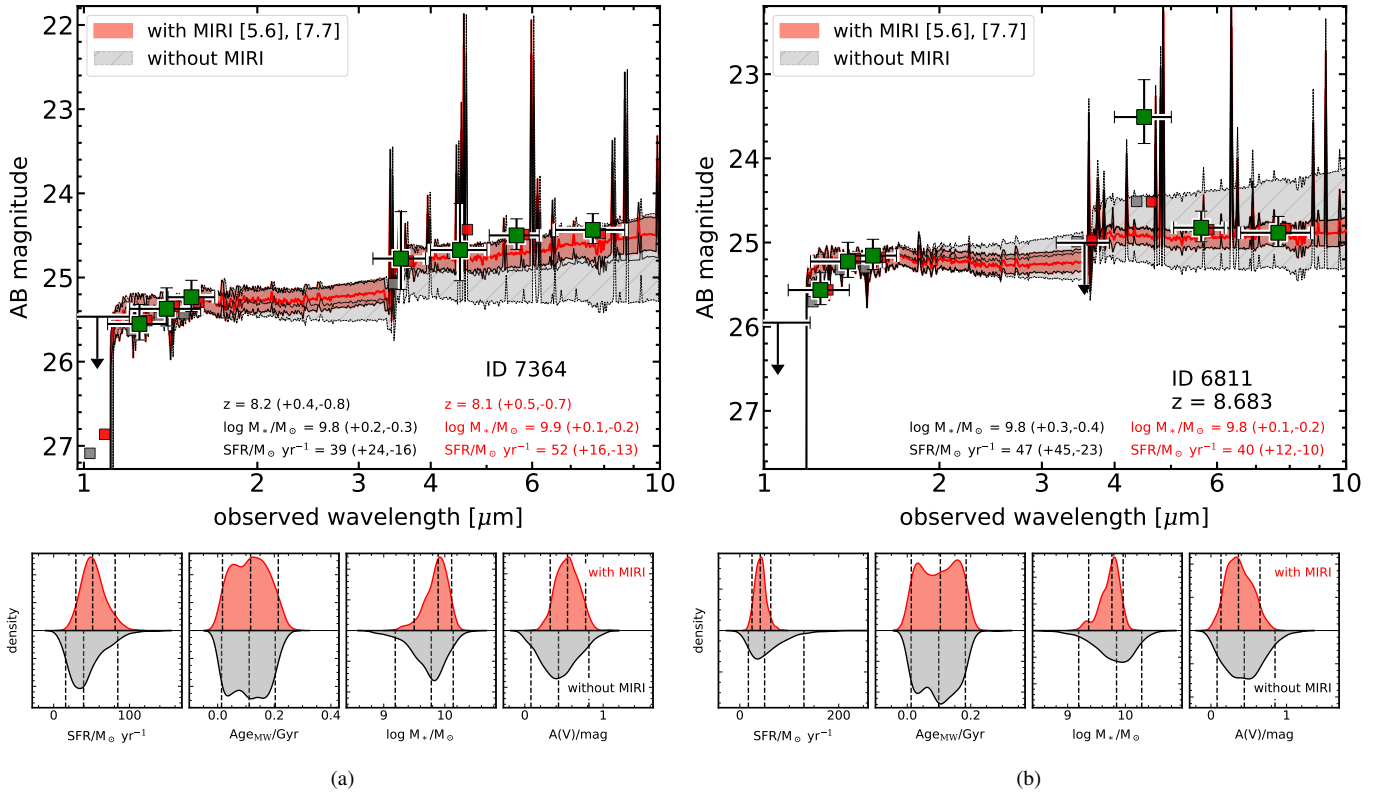 with MIRI [5.6], [7.7]
without MIRI
22
23
24
25
26
27
AB magnitude
ID 7364
z = 8.2 (+0.4,-0.8)
z = 8.1 (+0.5,-0.7)
log M∗/M⊙ = 9.8 (+0.2,-0.3)
log M∗/M⊙ = 9.9 (+0.1,-0.2)
SFR/M⊙ yr⁻¹ = 39 (+24,-16)
SFR/M⊙ yr⁻¹ = 52 (+16,-13)
1 2 4 6 10
observed wavelength [μm]
density
with MIRI
without MIRI
0 100
0.0 0.2 0.4
9 10
0 1
SFR/M⊙ yr⁻¹
Age_MW/Gyr
log M∗/M⊙
A(V)/mag
(a)
with MIRI [5.6], [7.7]
without MIRI
23
24
25
26
27
AB magnitude
ID 6811
z = 8.683
log M∗/M⊙ = 9.8 (+0.3,-0.4)
log M∗/M⊙ = 9.8 (+0.1,-0.2)
SFR/M⊙ yr⁻¹ = 47 (+45,-23)
SFR/M⊙ yr⁻¹ = 40 (+12,-10)
1 2 4 6 10
observed wavelength [μm]
density
with MIRI
without MIRI
0 200
0.0 0.2
9 10
0 1
SFR/M⊙ yr⁻¹
Age_MW/Gyr
log M∗/M⊙
A(V)/mag
(b)